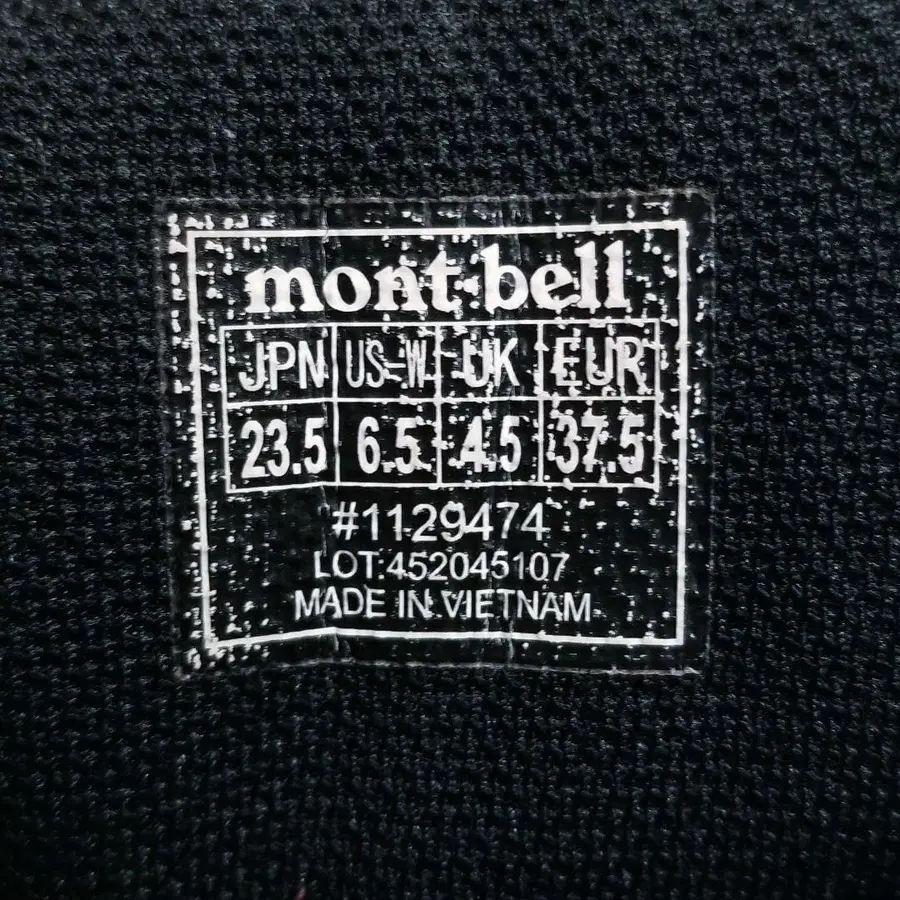 mont-bell
JPN US-W UK EUR
23.5 6.5 4.5 37.5
#1129474
LOT:452045107
MADE IN VIETNAM